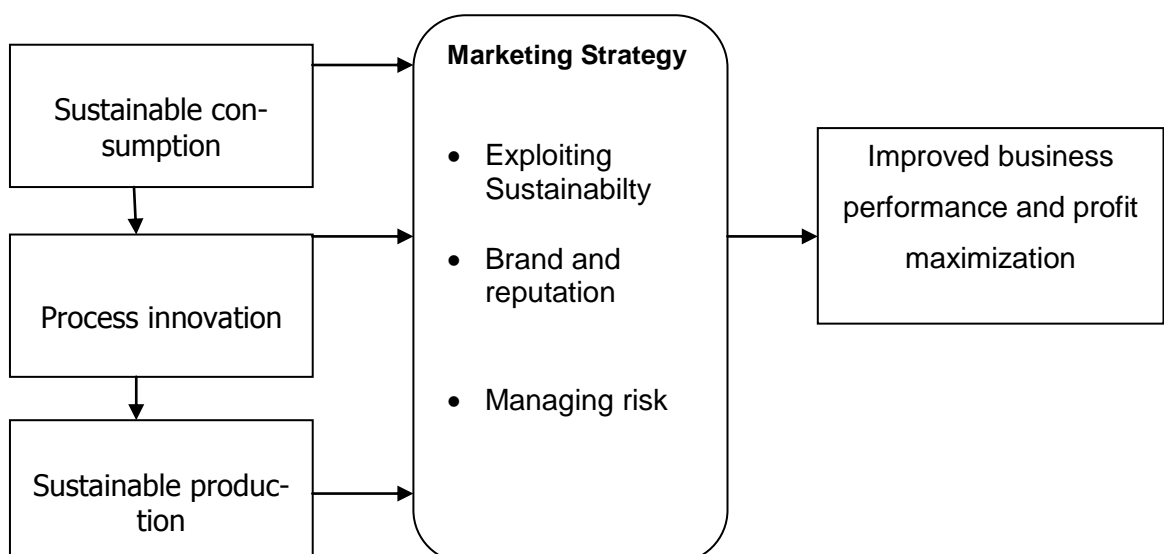 Sustainable con-
sumption
Process innovation
Sustainable produc-
tion
Marketing Strategy
• Exploiting
Sustainabilty
• Brand and
reputation
• Managing risk
Improved business
performance and profit
maximization